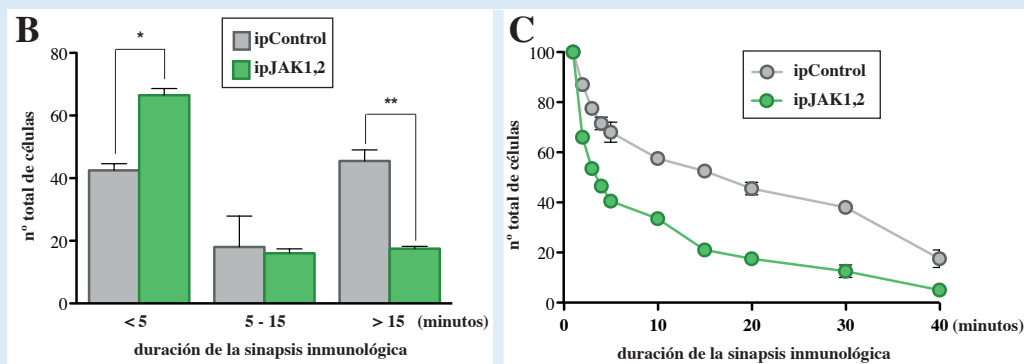 B
ipControl
ipJAK1,2
*
**
80
60
40
20
0
nº total de células
< 5
5 - 15
> 15
(minutos)
duración de la sinapsis inmunológica
C
ipControl
ipJAK1,2
100
80
60
40
20
0
nº total de células
0
10
20
30
40
(minutos)
duración de la sinapsis inmunológica